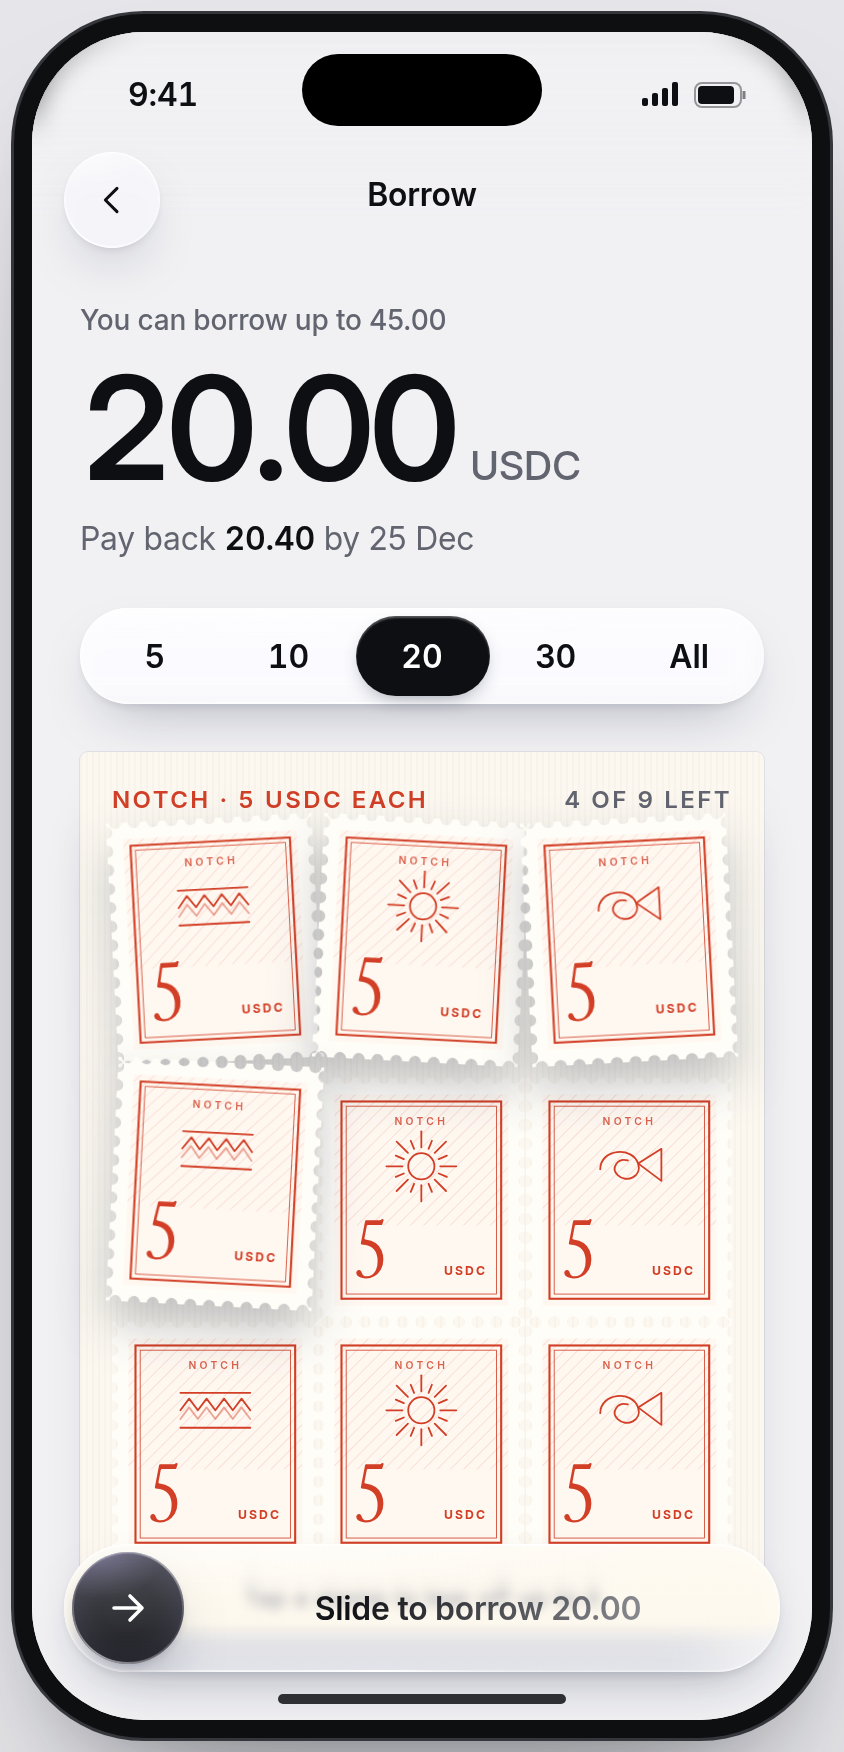 9:41
Borrow
You can borrow up to 45.00
20.00 USDC
Pay back 20.40 by 25 Dec
5 10 20 30 All
NOTCH · 5 USDC EACH 4 OF 9 LEFT
NOTCH NOTCH NOTCH
5 USDC 5 USDC 5 USDC
NOTCH NOTCH NOTCH
5 USDC 5 USDC 5 USDC
NOTCH NOTCH NOTCH
5 USDC 5 USDC 5 USDC
Slide to borrow 20.00